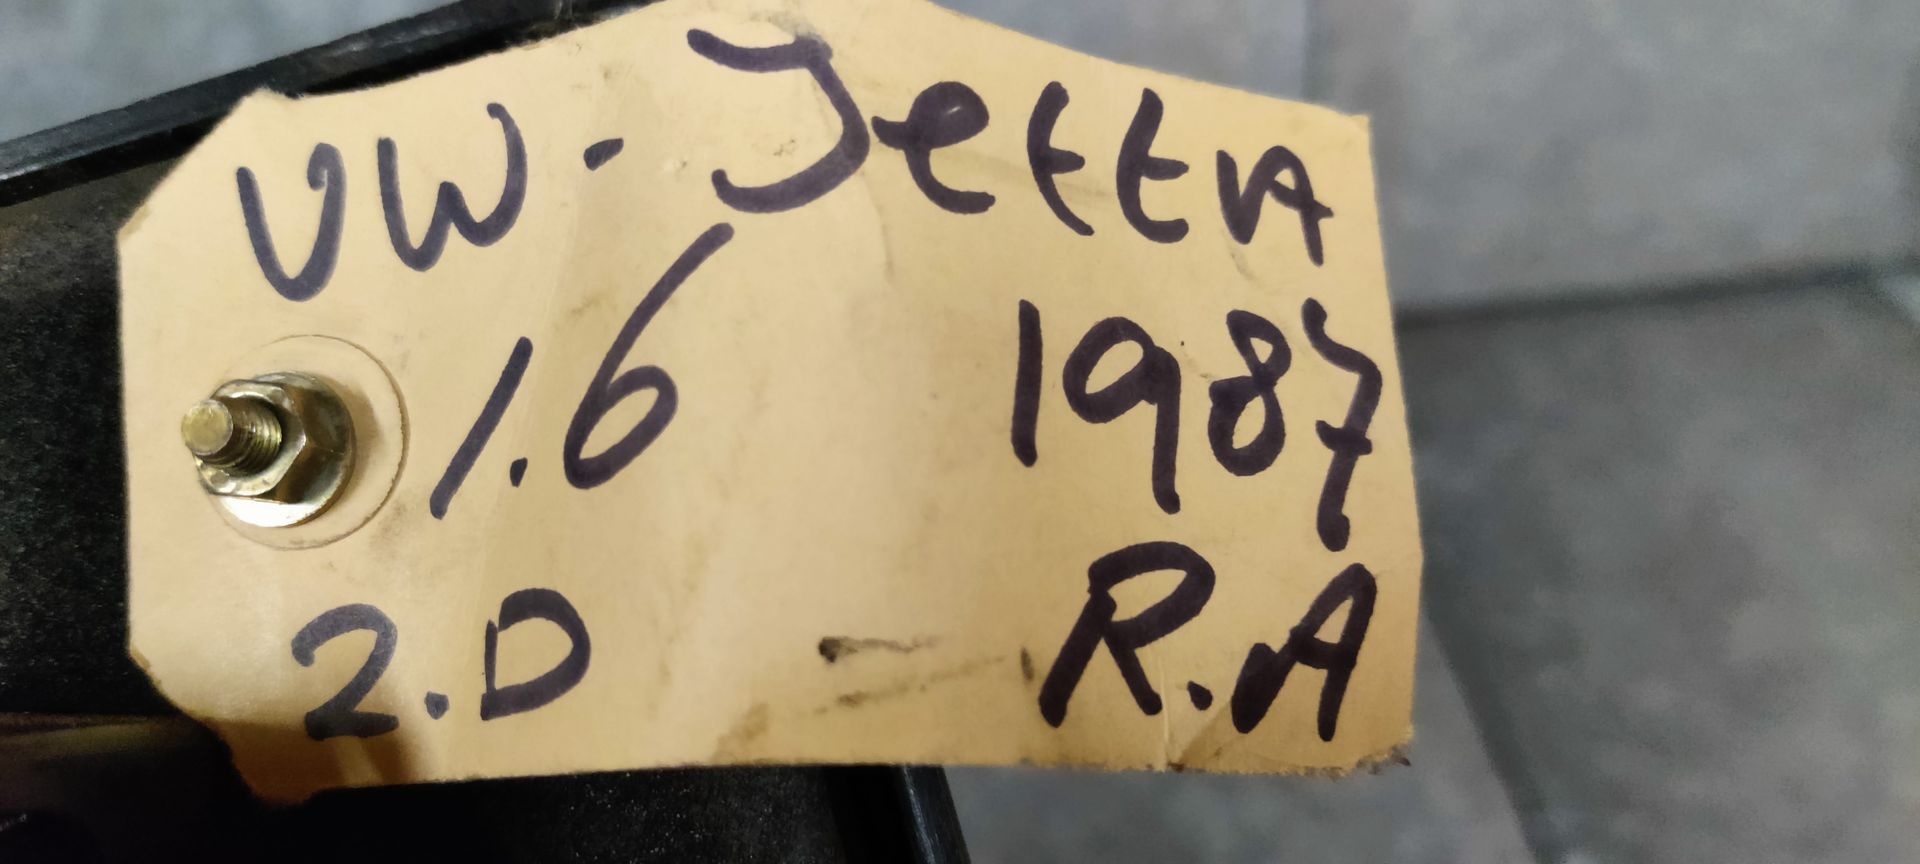 VW - JettA
1.6 1987
2.D R.A